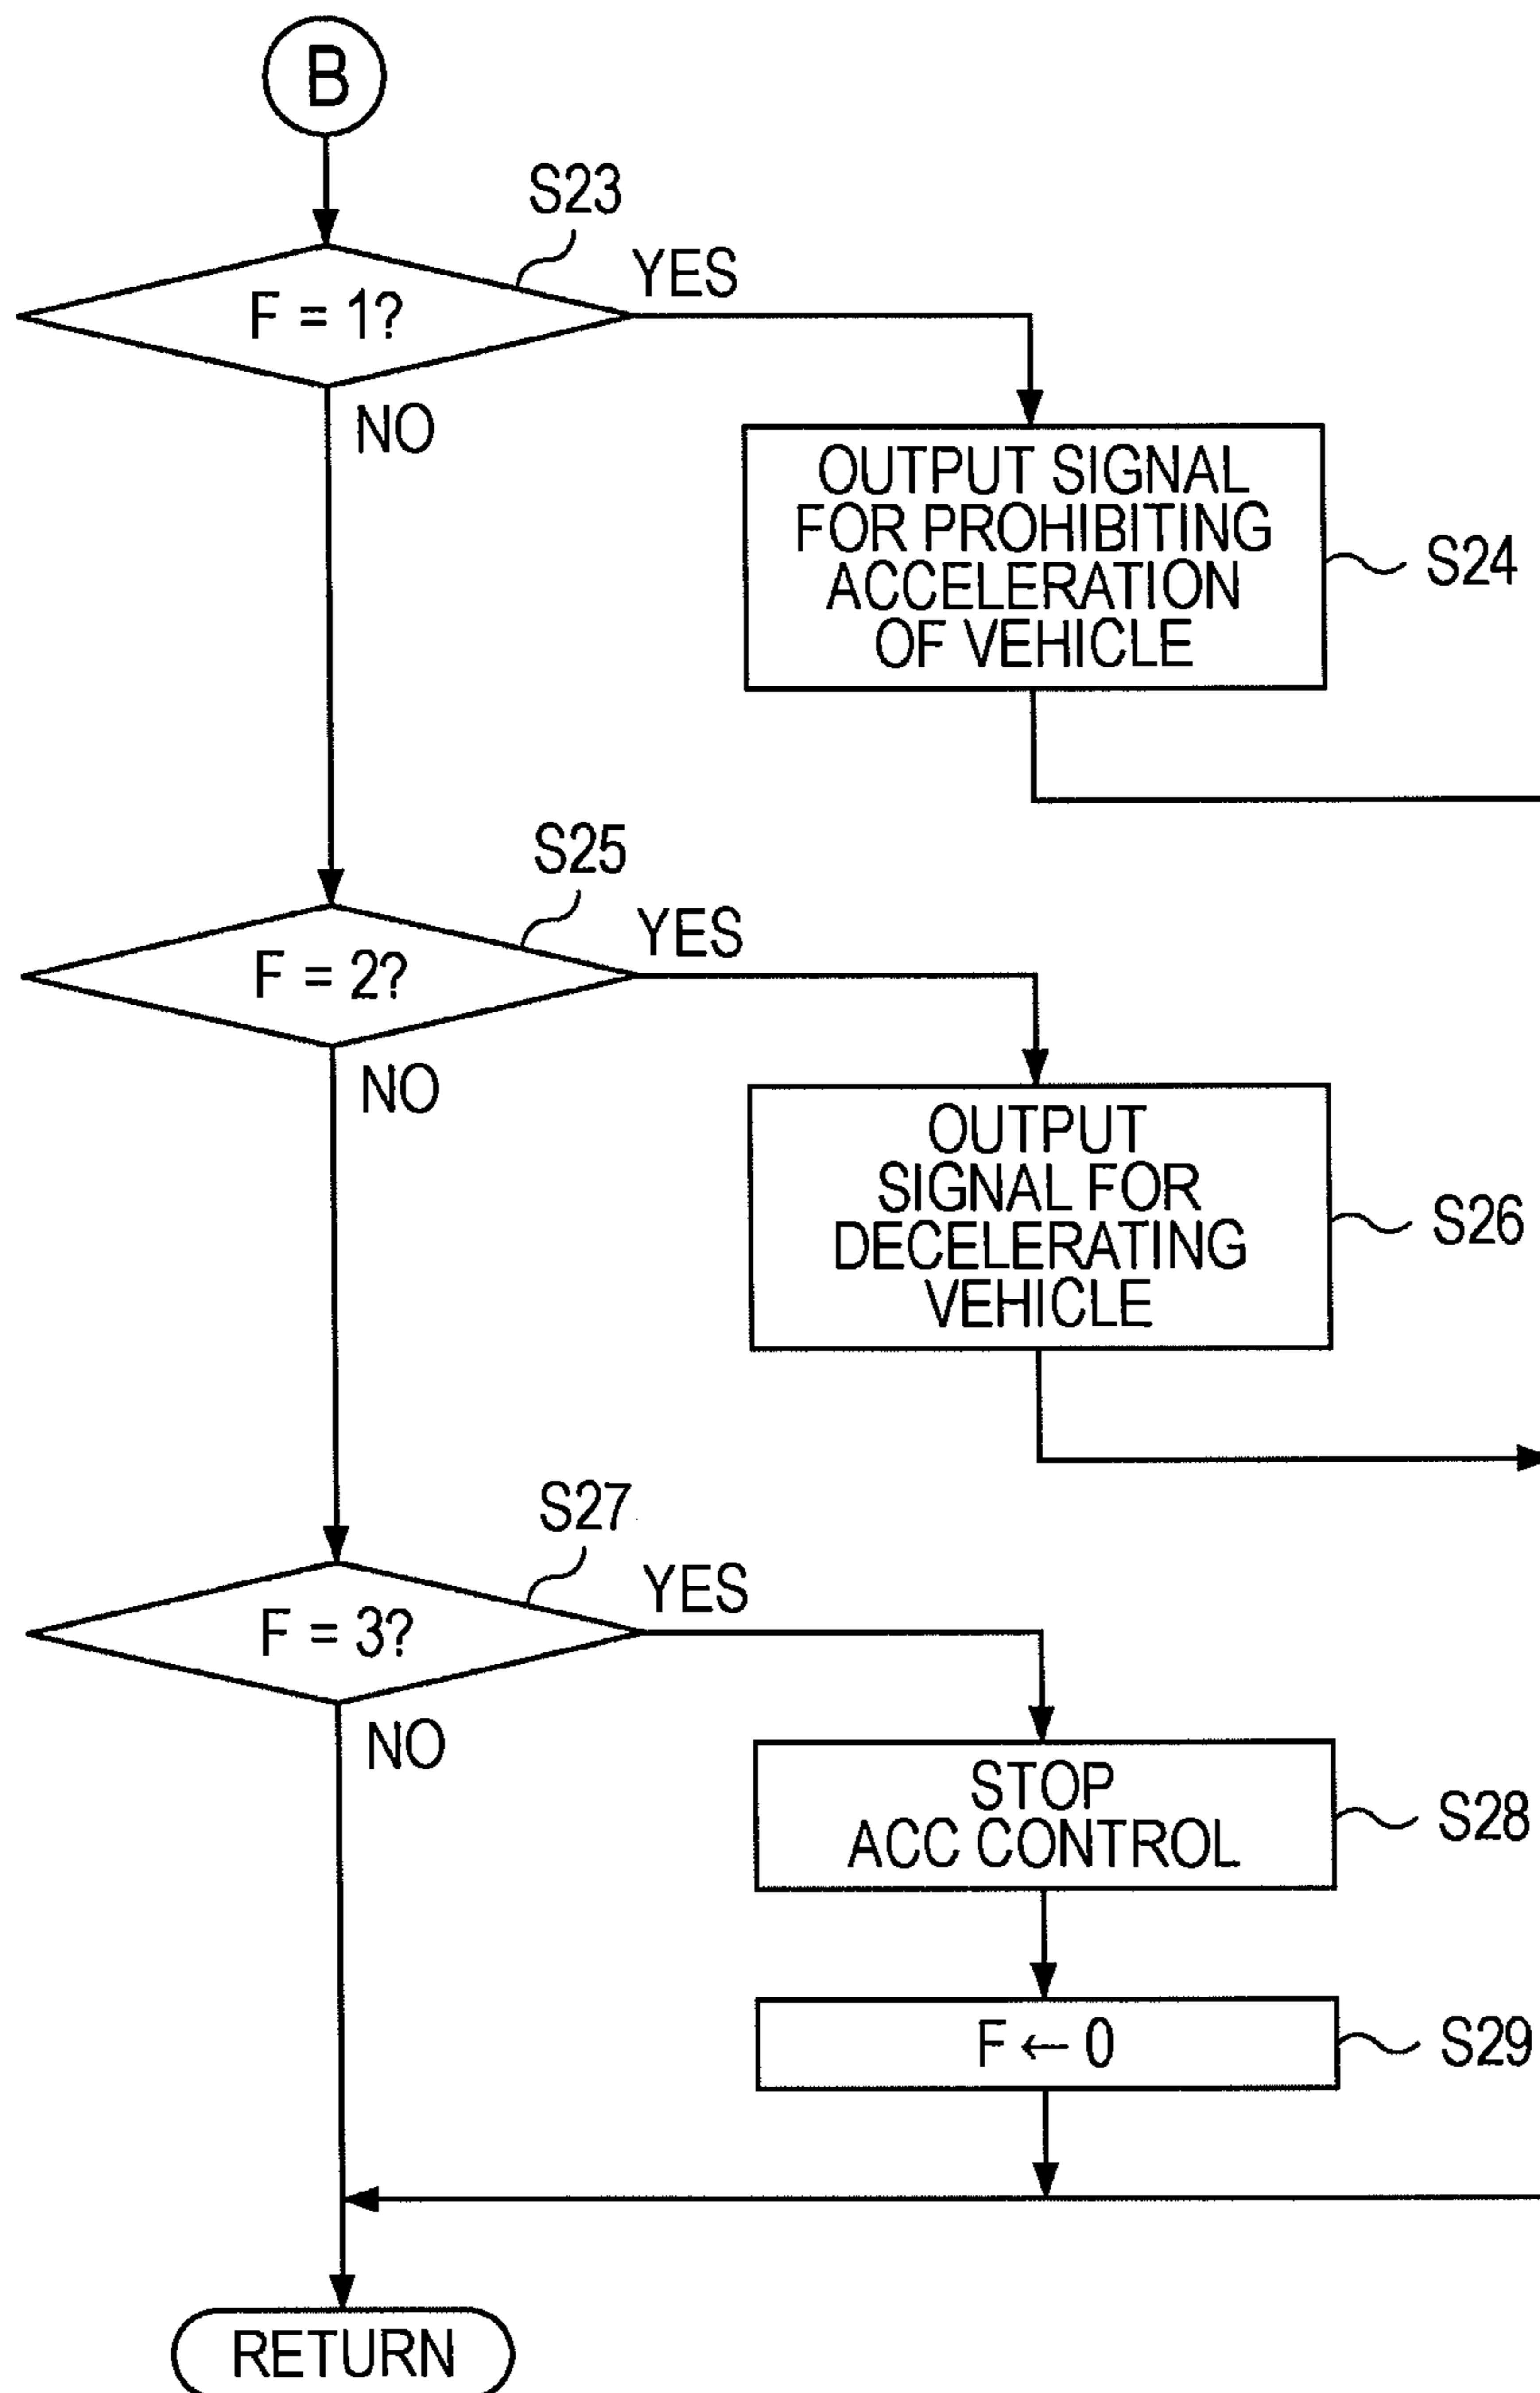 B
S23
F = 1?
YES
NO
OUTPUT SIGNAL
FOR PROHIBITING
ACCELERATION
OF VEHICLE
S24
S25
F = 2?
YES
NO
OUTPUT
SIGNAL FOR
DECELERATING
VEHICLE
S26
S27
F = 3?
YES
NO
STOP
ACC CONTROL
S28
F ← 0
S29
RETURN